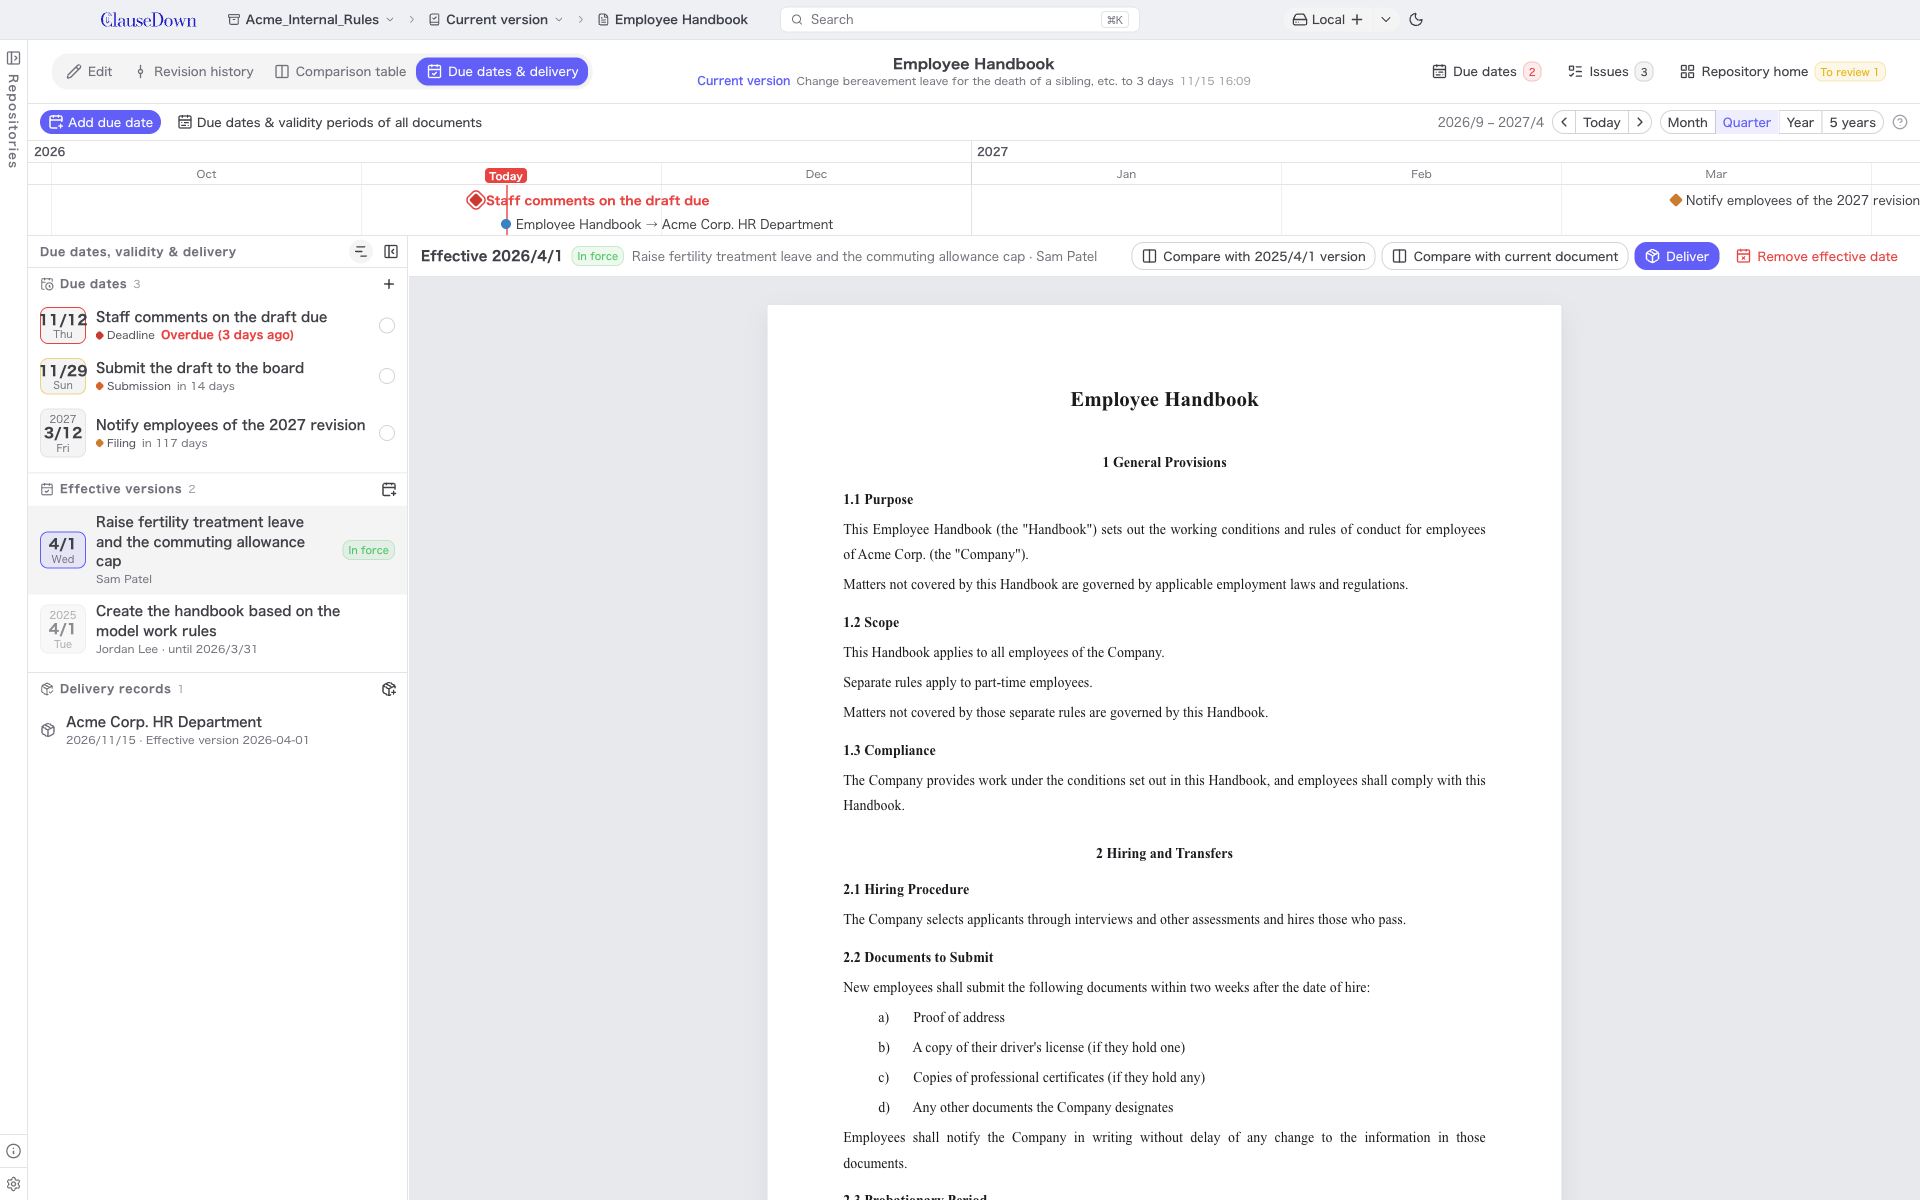 ClauseDown
Acme_Internal_Rules
Current version
Employee Handbook
Search
⌘K
Local
Repositories
Edit
Revision history
Comparison table
Due dates & delivery
Employee Handbook
Current version Change bereavement leave for the death of a sibling, etc. to 3 days 11/15 16:09
Due dates 2
Issues 3
Repository home To review 1
Add due date
Due dates & validity periods of all documents
2026/9 – 2027/4
Today
Month
Quarter
Year
5 years
2026
2027
Oct
Today
Dec
Jan
Feb
Mar
Staff comments on the draft due
Notify employees of the 2027 revision
Employee Handbook → Acme Corp. HR Department
Due dates, validity & delivery
Due dates 3
11/12
Thu
Staff comments on the draft due
Deadline Overdue (3 days ago)
11/29
Sun
Submit the draft to the board
Submission in 14 days
2027
3/12
Fri
Notify employees of the 2027 revision
Filing in 117 days
Effective versions 2
4/1
Wed
Raise fertility treatment leave
and the commuting allowance
cap
Sam Patel
In force
2025
4/1
Tue
Create the handbook based on the
model work rules
Jordan Lee · until 2026/3/31
Delivery records 1
Acme Corp. HR Department
2026/11/15 · Effective version 2026-04-01
Effective 2026/4/1 In force Raise fertility treatment leave and the commuting allowance cap · Sam Patel
Compare with 2025/4/1 version
Compare with current document
Deliver
Remove effective date
Employee Handbook
1 General Provisions
1.1 Purpose
This Employee Handbook (the "Handbook") sets out the working conditions and rules of conduct for employees
of Acme Corp. (the "Company").
Matters not covered by this Handbook are governed by applicable employment laws and regulations.
1.2 Scope
This Handbook applies to all employees of the Company.
Separate rules apply to part-time employees.
Matters not covered by those separate rules are governed by this Handbook.
1.3 Compliance
The Company provides work under the conditions set out in this Handbook, and employees shall comply with this
Handbook.
2 Hiring and Transfers
2.1 Hiring Procedure
The Company selects applicants through interviews and other assessments and hires those who pass.
2.2 Documents to Submit
New employees shall submit the following documents within two weeks after the date of hire:
a) Proof of address
b) A copy of their driver's license (if they hold one)
c) Copies of professional certificates (if they hold any)
d) Any other documents the Company designates
Employees shall notify the Company in writing without delay of any change to the information in those
documents.
2.3 Probationary Period